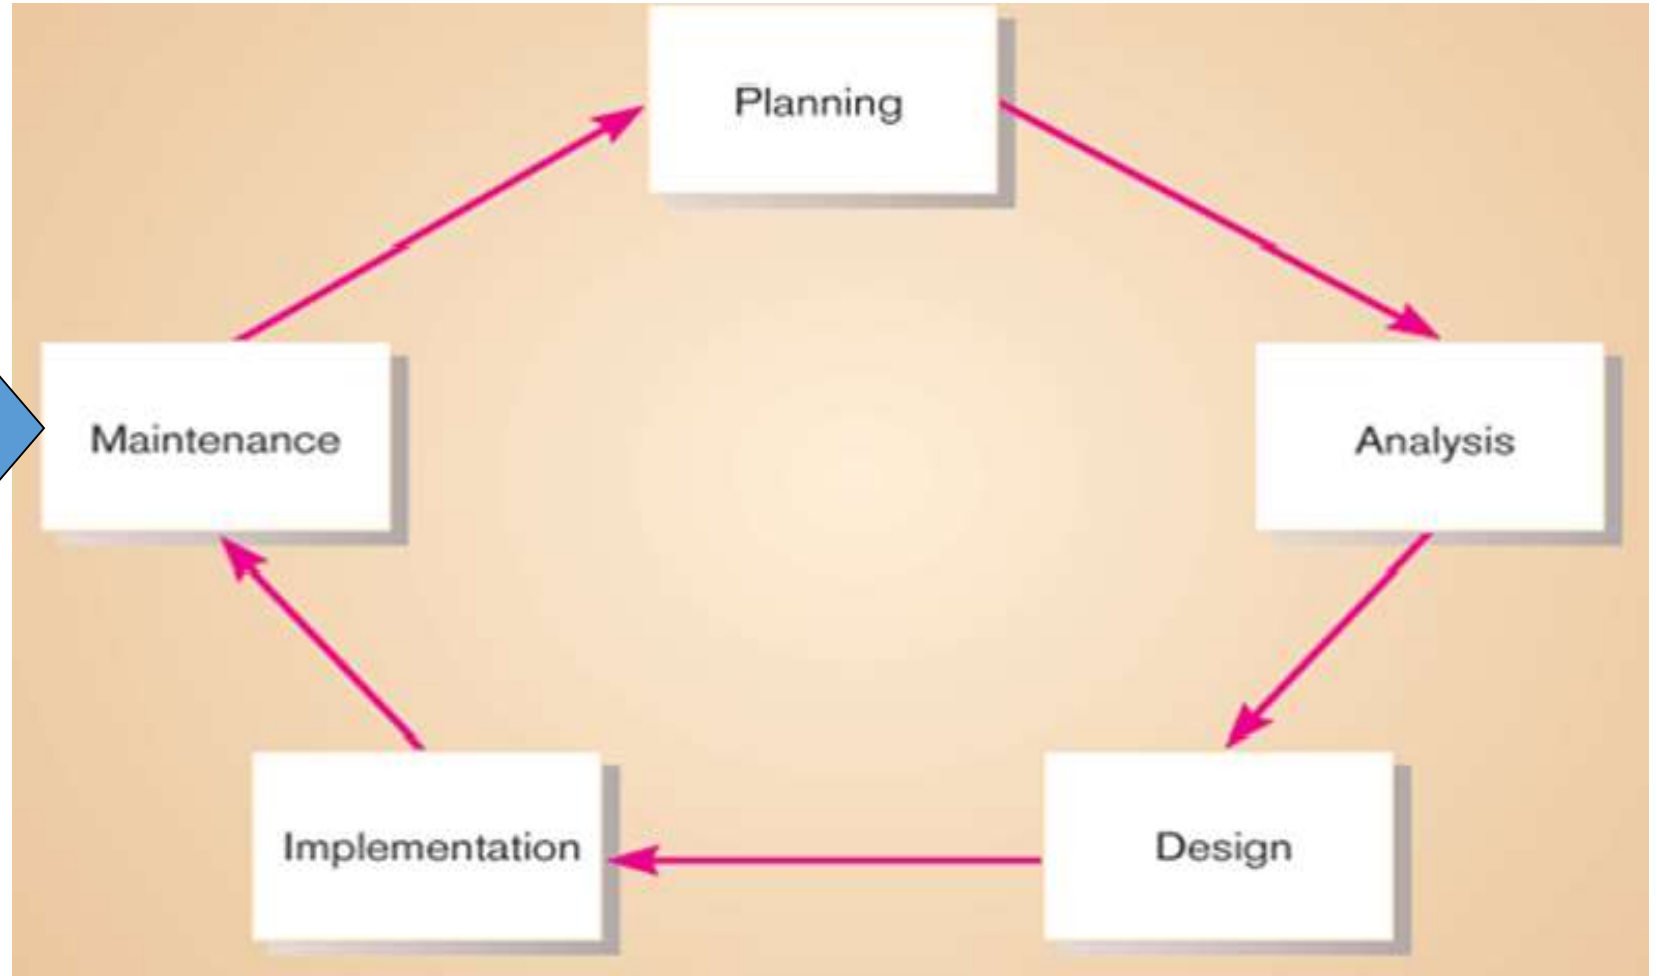 Planning
Maintenance
Analysis
Implementation
Design